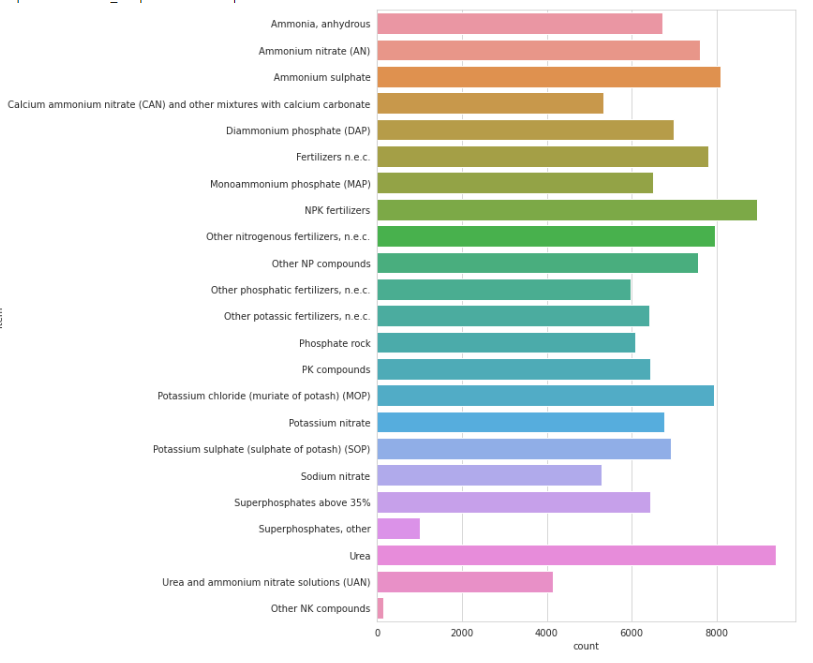 Ammonia, anhydrous
Ammonium nitrate (AN)
Ammonium sulphate
Calcium ammonium nitrate (CAN) and other mixtures with calcium carbonate
Diammonium phosphate (DAP)
Fertilizers n.e.c.
Monoammonium phosphate (MAP)
NPK fertilizers
Other nitrogenous fertilizers, n.e.c.
Other NP compounds
Other phosphatic fertilizers, n.e.c.
Other potassic fertilizers, n.e.c.
Phosphate rock
PK compounds
Potassium chloride (muriate of potash) (MOP)
Potassium nitrate
Potassium sulphate (sulphate of potash) (SOP)
Sodium nitrate
Superphosphates above 35%
Superphosphates, other
Urea
Urea and ammonium nitrate solutions (UAN)
Other NK compounds
0 2000 4000 6000 8000
count